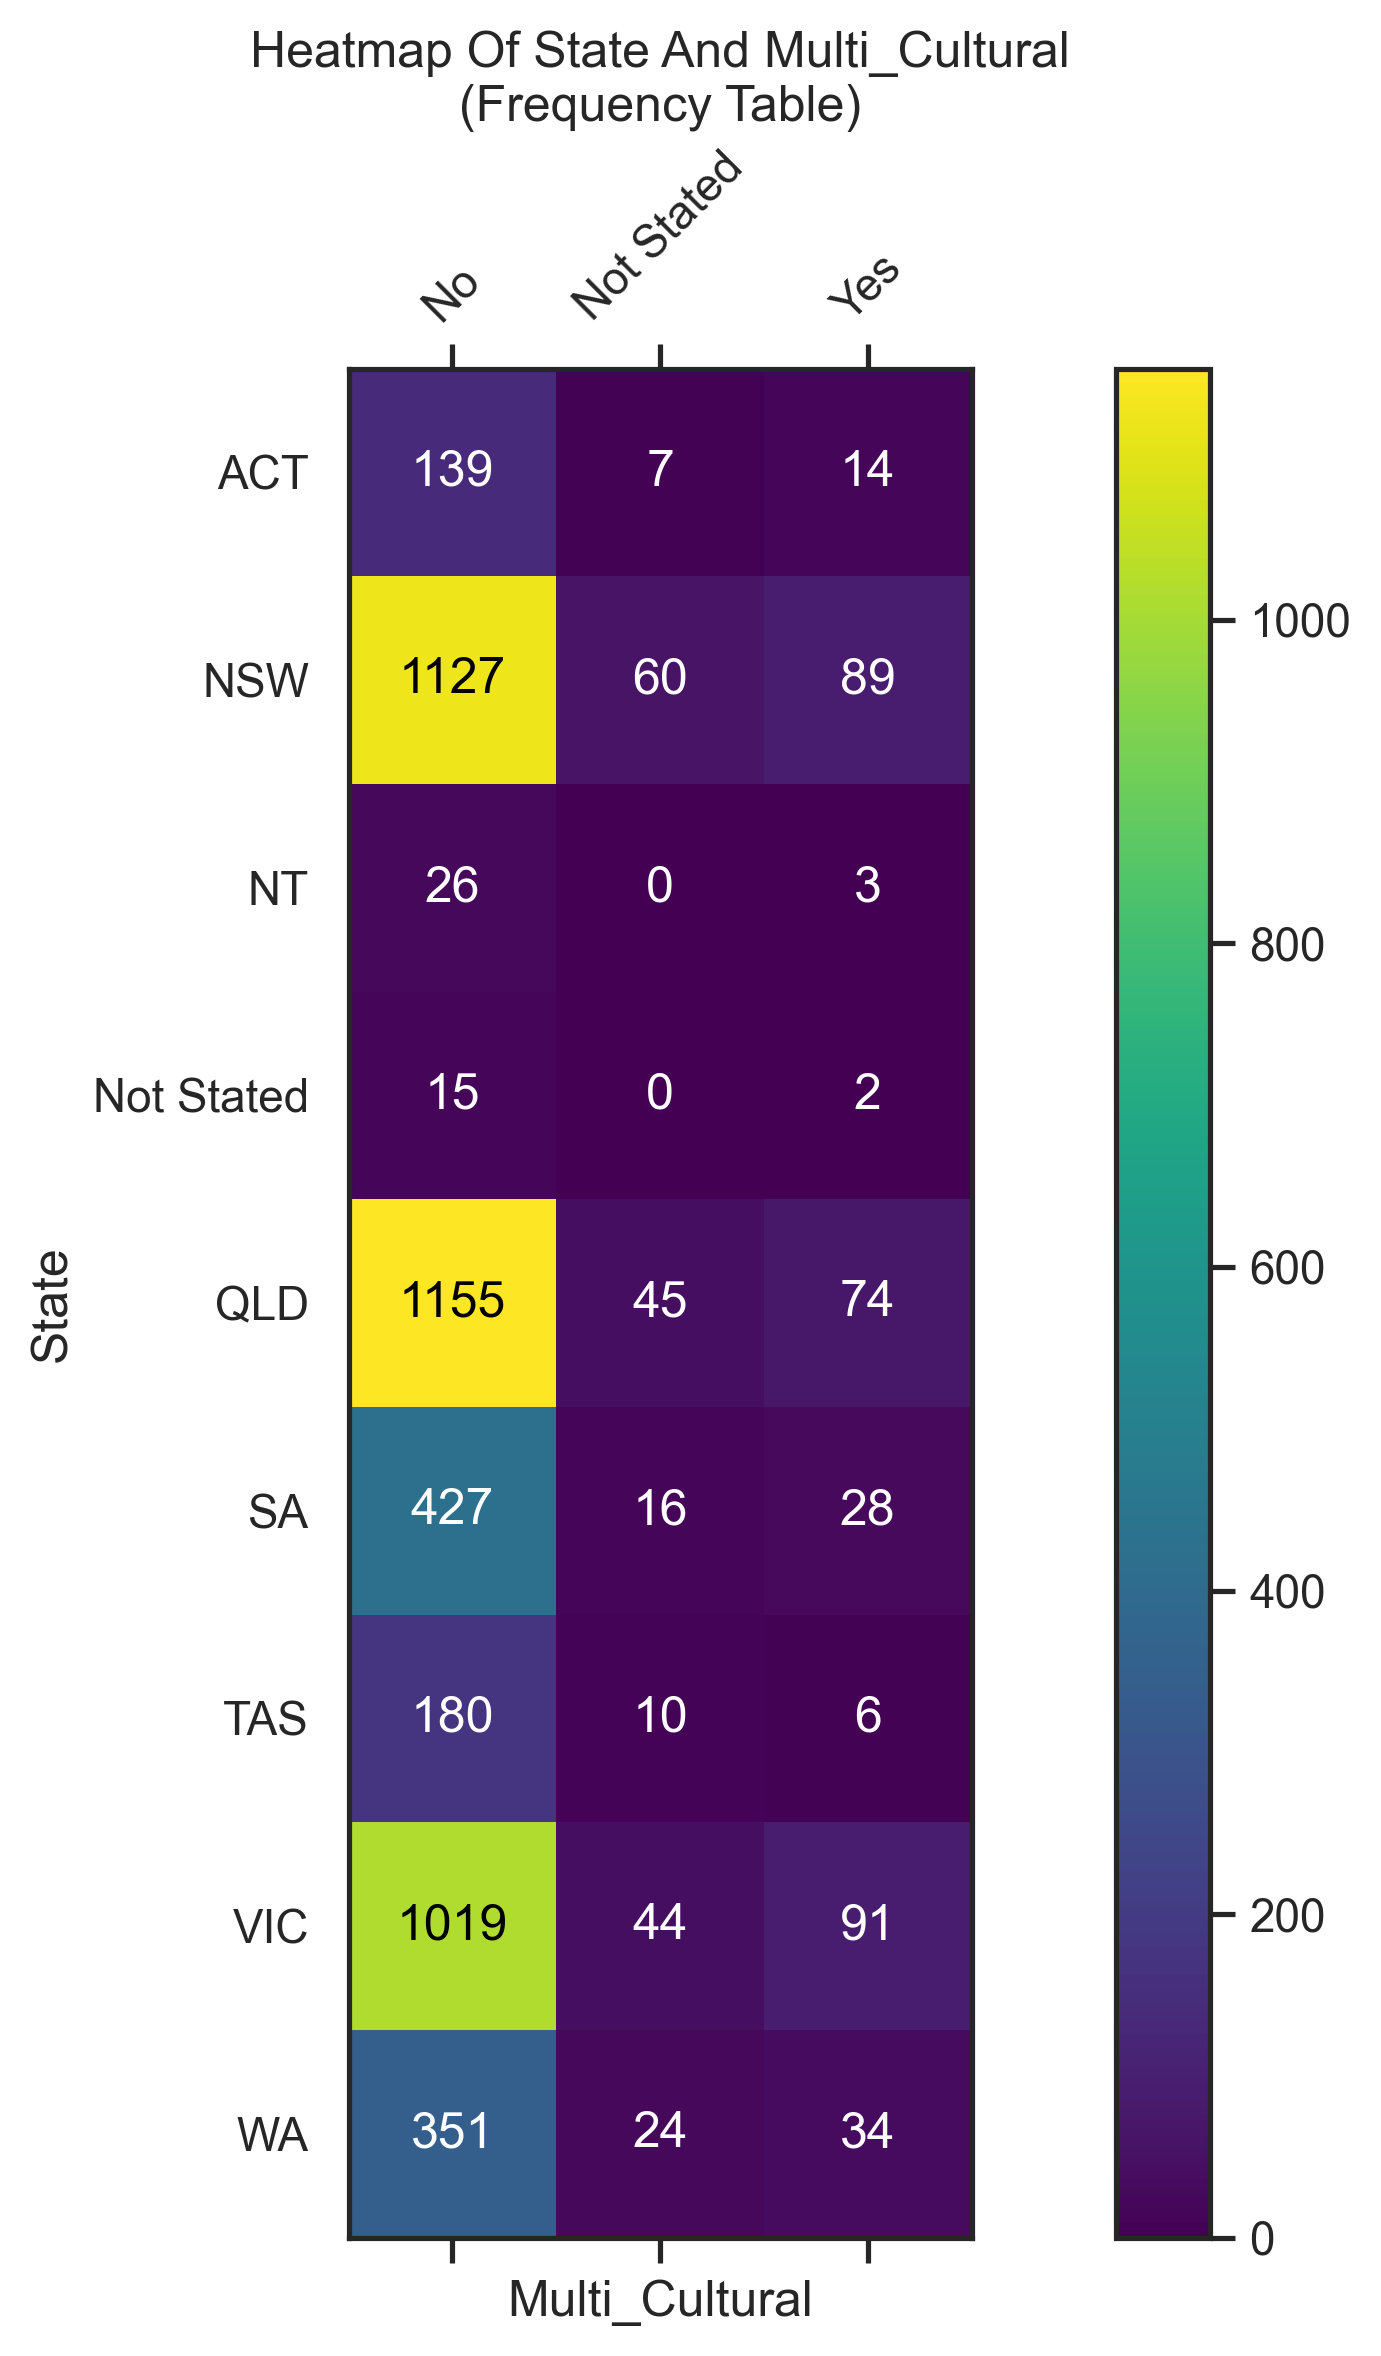 Heatmap Of State And Multi_Cultural
(Frequency Table)
No Not Stated Yes
ACT 139 7 14
NSW 1127 60 89
NT 26 0 3
Not Stated 15 0 2
QLD 1155 45 74
SA 427 16 28
TAS 180 10 6
VIC 1019 44 91
WA 351 24 34
State
Multi_Cultural
1000
800
600
400
200
0